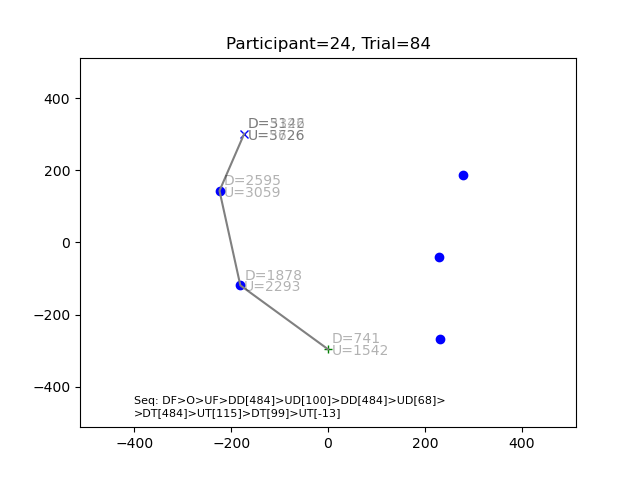 Participant=24, Trial=84
400
200
0
−200
−400
D=2595
U=3059
D=1878
U=2293
D=741
U=1542
Seq: DF>O>UF>DD[484]>UD[100]>DD[484]>UD[68]>
>DT[484]>UT[115]>DT[99]>UT[-13]
−400
−200
0
200
400